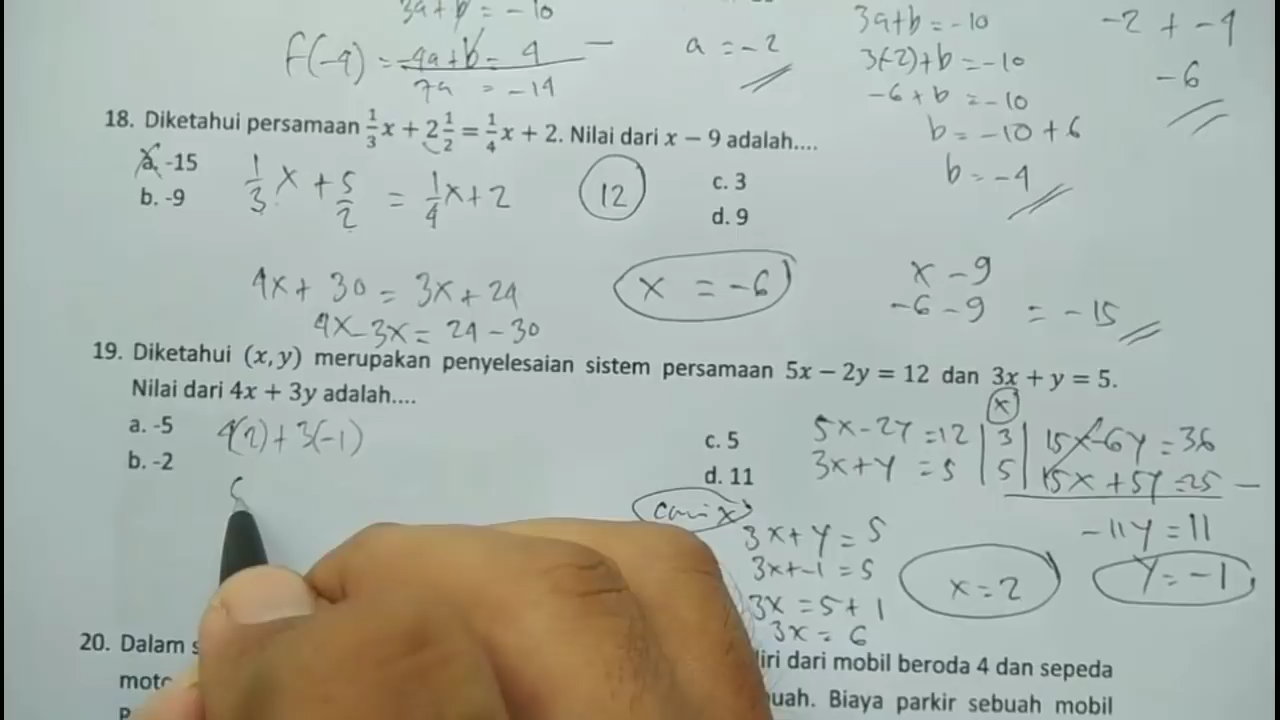 3a + b = -10
f(-4) = -4a + b = 4 —
7a = -14
a = -2
3a + b = -10
3(-2) + b = -10
-6 + b = -10
b = -10 + 6
b = -4
-2 + -4
-6
18. Diketahui persamaan 1/3 x + 2 1/2 = 1/4 x + 2. Nilai dari x − 9 adalah....
a. -15
b. -9
c. 3
d. 9
1/3 x + 5/2 = 1/4 x + 2
12
4x + 30 = 3x + 24
4x - 3x = 24 - 30
x = -6
x - 9
-6 - 9 = -15
19. Diketahui (x, y) merupakan penyelesaian sistem persamaan 5x − 2y = 12 dan 3x + y = 5.
Nilai dari 4x + 3y adalah....
a. -5
b. -2
c. 5
d. 11
4(2) + 3(-1)
x
5x - 2y = 12 | 3 | 15x - 6y = 36
3x + y = 5 | 5 | 15x + 5y = 25 —
-11y = 11
y = -1
cari x
3x + y = 5
3x + -1 = 5
3x = 5 + 1
3x = 6
x = 2
20. Dalam
diri dari mobil beroda 4 dan sepeda
buah. Biaya parkir sebuah mobil